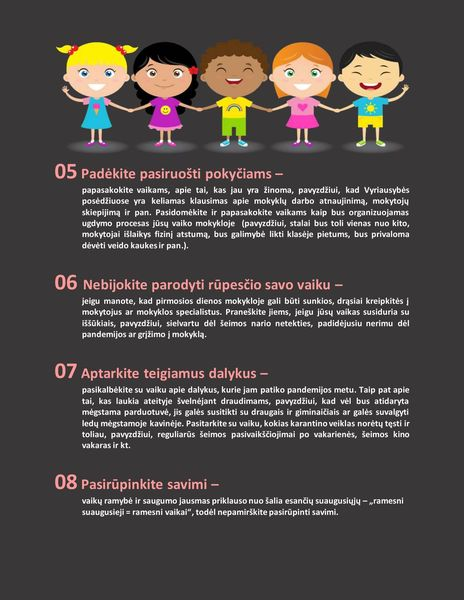 05 Padėkite pasiruošti pokyčiams –
papasakokite vaikams, apie tai, kas jau yra žinoma, pavyzdžiui, kad Vyriausybės
posėdžiuose yra keliamas klausimas apie mokyklų darbo atnaujinimą, mokytojų
skiepijimą ir pan. Pasidomėkite ir papasakokite vaikams kaip bus organizuojamas
ugdymo procesas jūsų vaiko mokykloje (pavyzdžiui, stalai bus toli vienas nuo kito,
mokytojai išlaikys fizinį atstumą, bus galimybė likti klasėje pietums, bus privaloma
dėvėti veido kaukes ir pan.).
06 Nebijokite parodyti rūpesčio savo vaiku –
jeigu manote, kad pirmosios dienos mokykloje gali būti sunkios, drąsiai kreipkitės į
mokytojus ar mokyklos specialistus. Praneškite jiems, jeigu jūsų vaikas susiduria su
iššūkiais, pavyzdžiui, sielvartu dėl šeimos nario netekties, padidėjusiu nerimu dėl
pandemijos ar grįžimo į mokyklą.
07 Aptarkite teigiamus dalykus –
pasikalbėkite su vaiku apie dalykus, kurie jam patiko pandemijos metu. Taip pat apie
tai, kas laukia ateityje švelnėjant draudimams, pavyzdžiui, kad vėl bus atidaryta
mėgstama parduotuvė, jis galės susitikti su draugais ir giminaičiais ar galės suvalgyti
ledų mėgstamoje kavinėje. Pasitarkite su vaiku, kokias karantino veiklas norėtų tęsti ir
toliau, pavyzdžiui, reguliarūs šeimos pasivaikščiojimai po vakarienės, šeimos kino
vakaras ir kt.
08 Pasirūpinkite savimi –
vaikų ramybė ir saugumo jausmas priklauso nuo šalia esančių suaugusiųjų – „ramesni
suaugusieji = ramesni vaikai“, todėl nepamirškite pasirūpinti savimi.